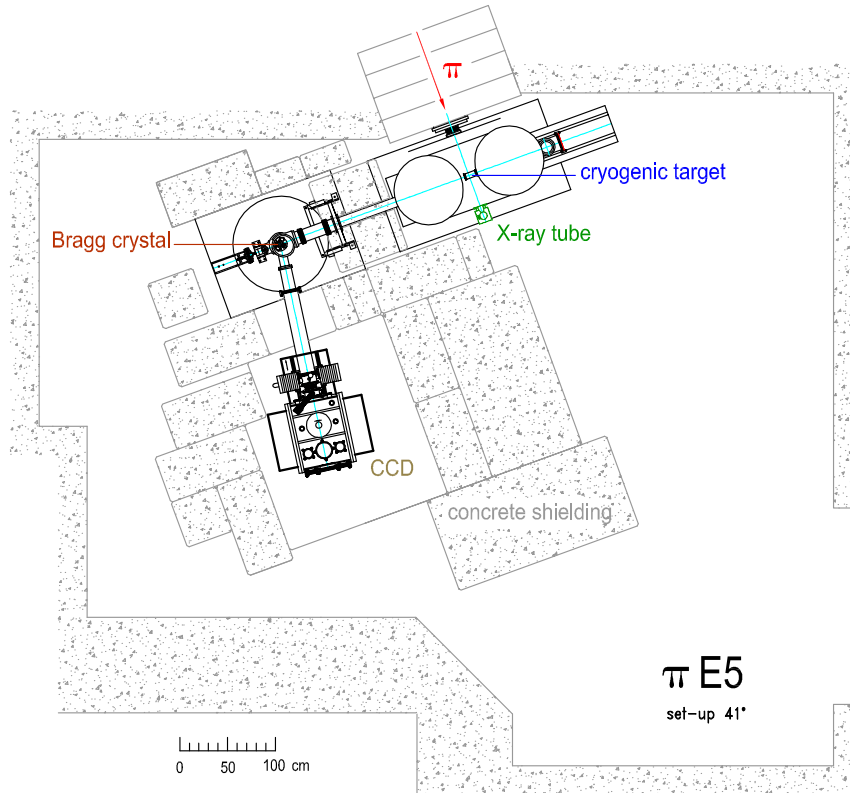 π
cryogenic target
X-ray tube
Bragg crystal
CCD
concrete shielding
π E5
set-up 41°
0 50 100 cm